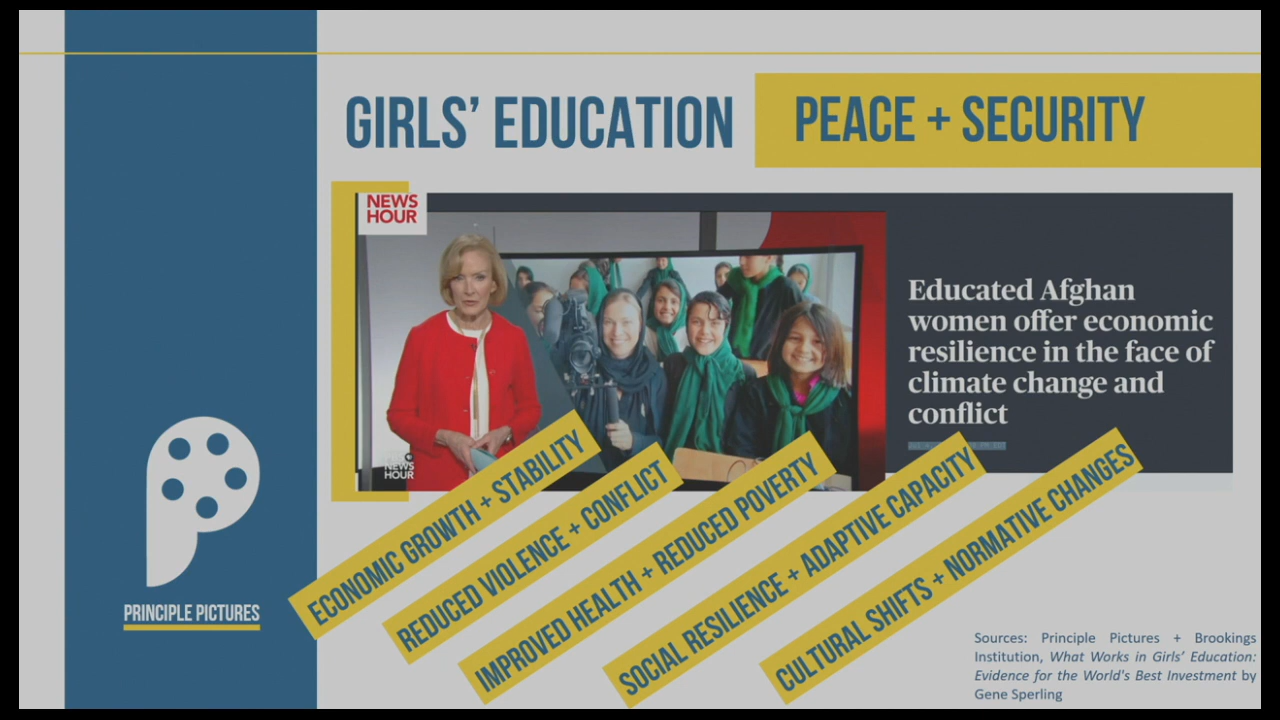 GIRLS' EDUCATION
PEACE + SECURITY
NEWS
HOUR
Educated Afghan
women offer economic
resilience in the face of
climate change and
conflict
NEWS
HOUR
ECONOMIC GROWTH + STABILITY
REDUCED VIOLENCE + CONFLICT
IMPROVED HEALTH + REDUCED POVERTY
SOCIAL RESILIENCE + ADAPTIVE CAPACITY
CULTURAL SHIFTS + NORMATIVE CHANGES
PRINCIPLE PICTURES
Sources: Principle Pictures + Brookings
Institution, What Works in Girls' Education:
Evidence for the World's Best Investment by
Gene Sperling